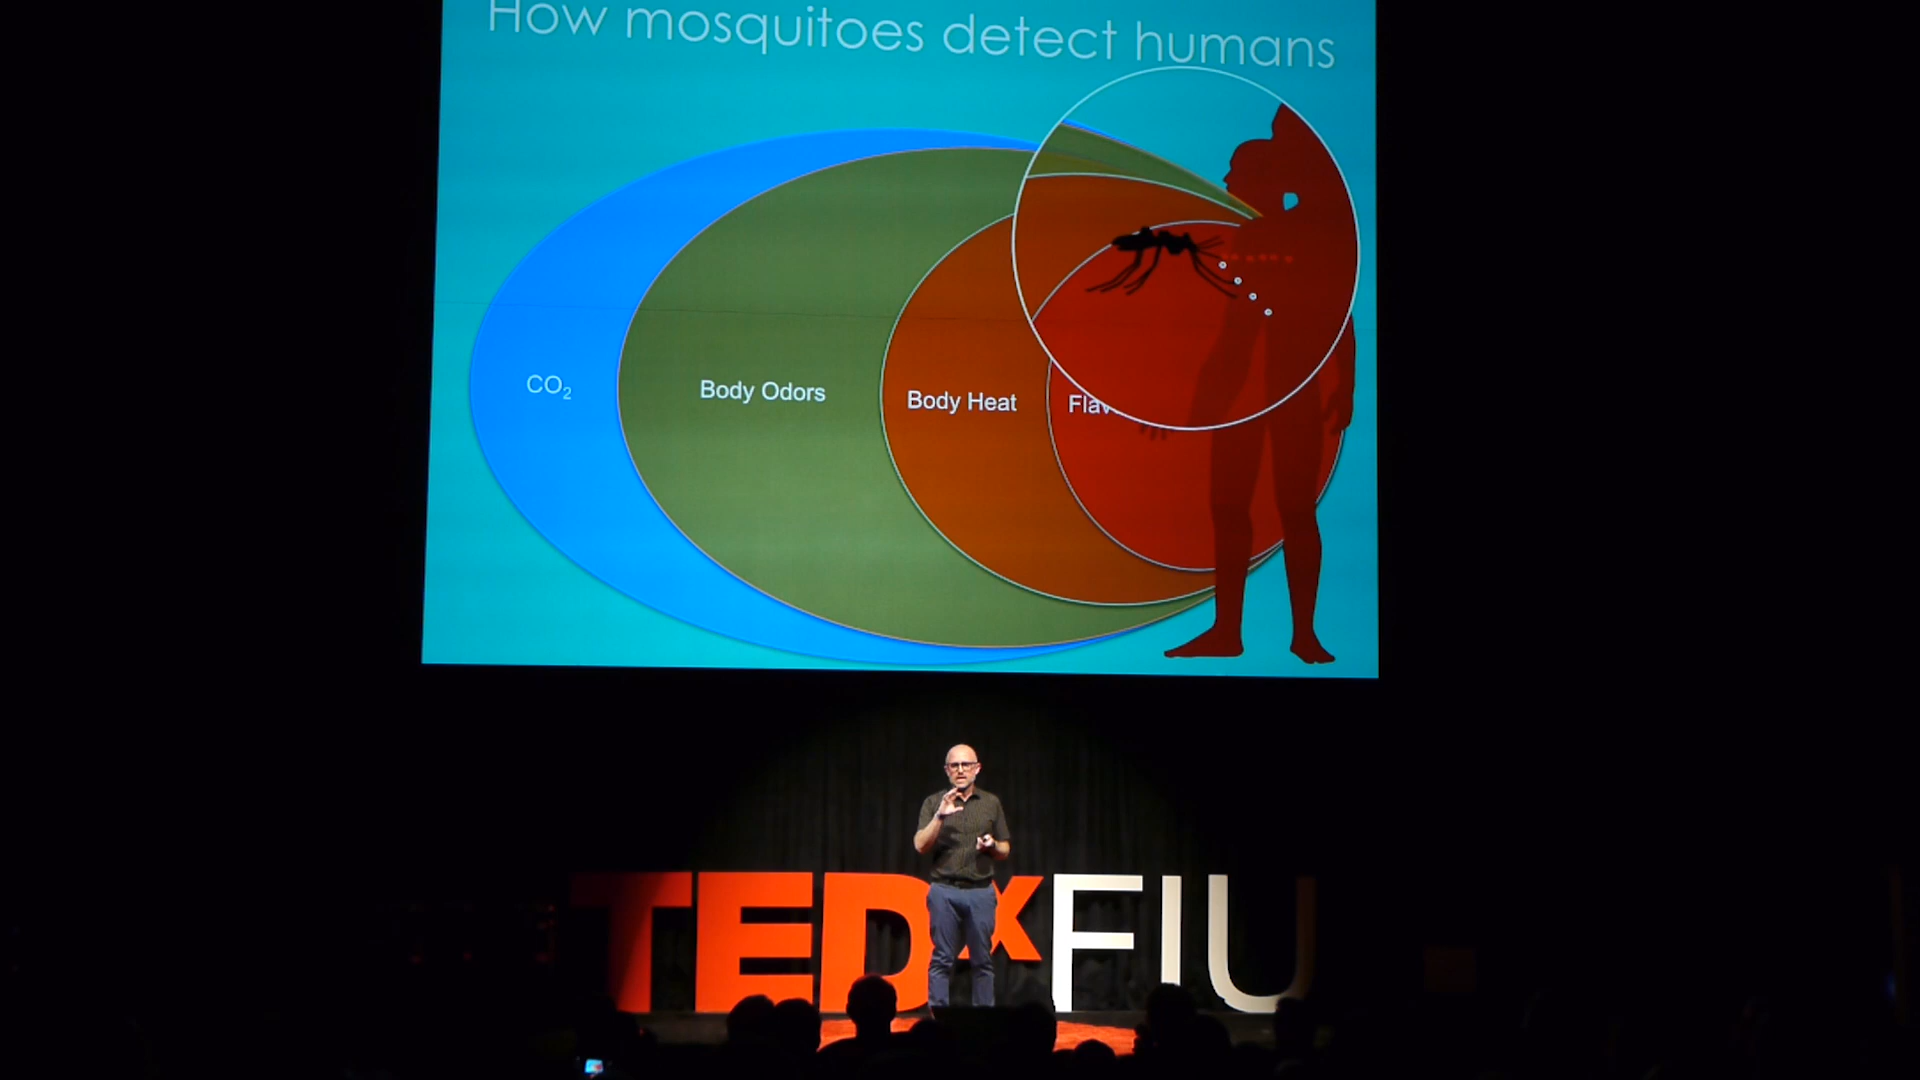 How mosquitoes detect humans
CO₂
Body Odors
Body Heat
TEDxFIU